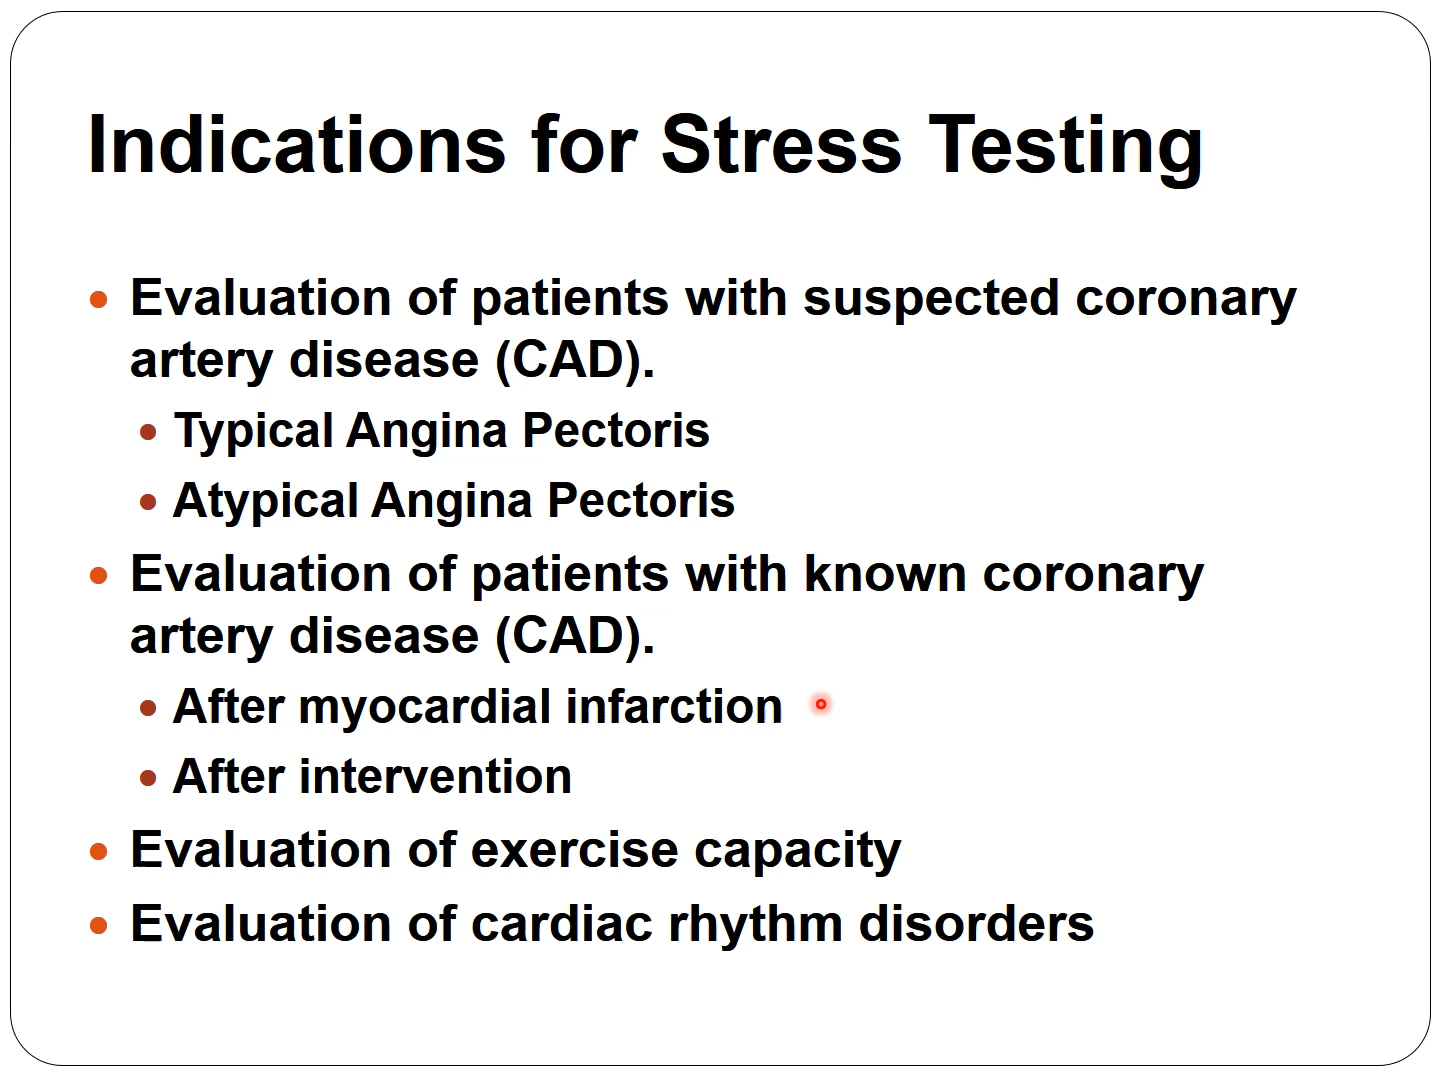 Indications for Stress Testing
Evaluation of patients with suspected coronary
artery disease (CAD).
Typical Angina Pectoris
Atypical Angina Pectoris
Evaluation of patients with known coronary
artery disease (CAD).
After myocardial infarction
After intervention
Evaluation of exercise capacity
Evaluation of cardiac rhythm disorders